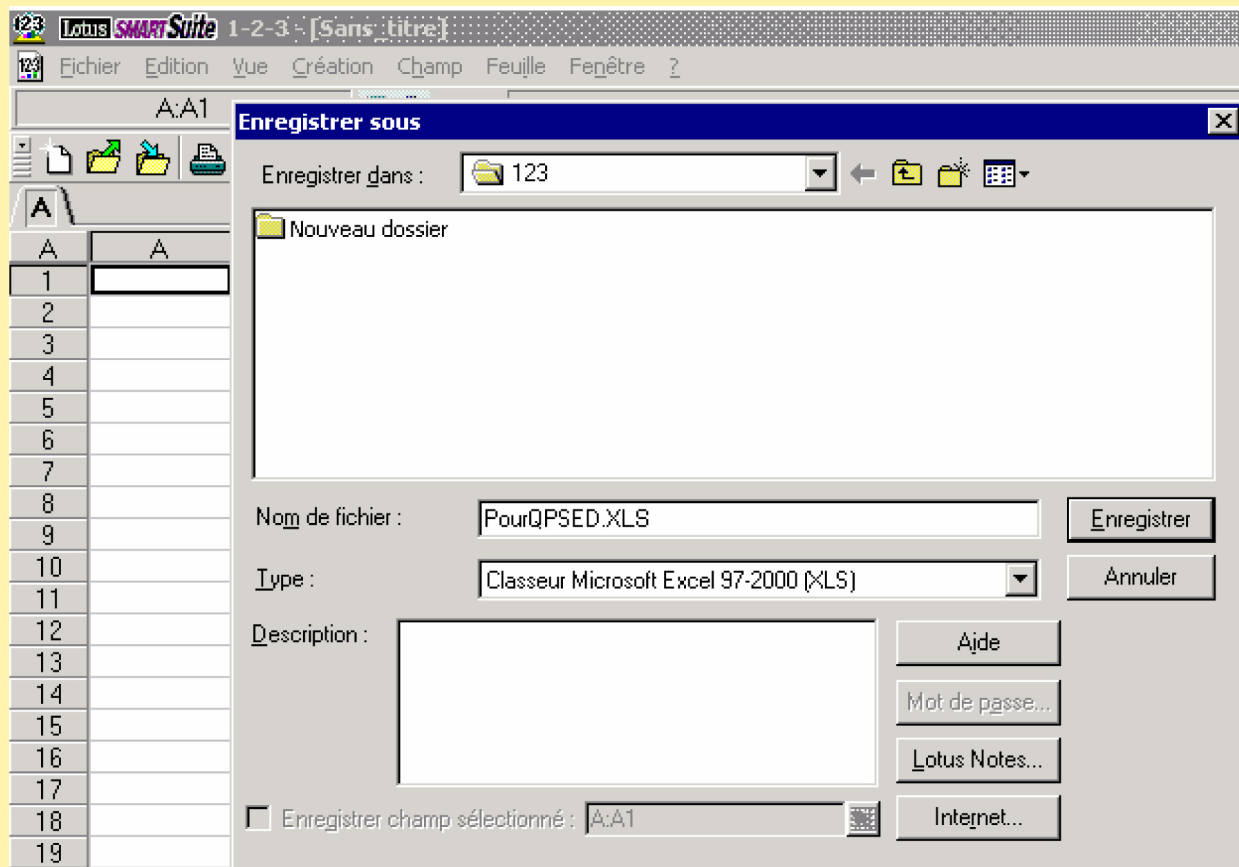 123 Lotus SMARTSuite 1-2-3 - [Sans_titre]
123 Fichier Edition Vue Création Champ Feuille Fenêtre ?
A:A1
Enregistrer sous
Enregistrer dans : 123
A
Nouveau dossier
A A
1
2
3
4
5
6
7
8
9
10
11
12
13
14
15
16
17
18
19
Nom de fichier : PourQPSED.XLS Enregistrer
Type : Classeur Microsoft Excel 97-2000 (XLS) Annuler
Description : Aide
Mot de passe...
Lotus Notes...
Enregistrer champ sélectionné : A:A1 Internet...